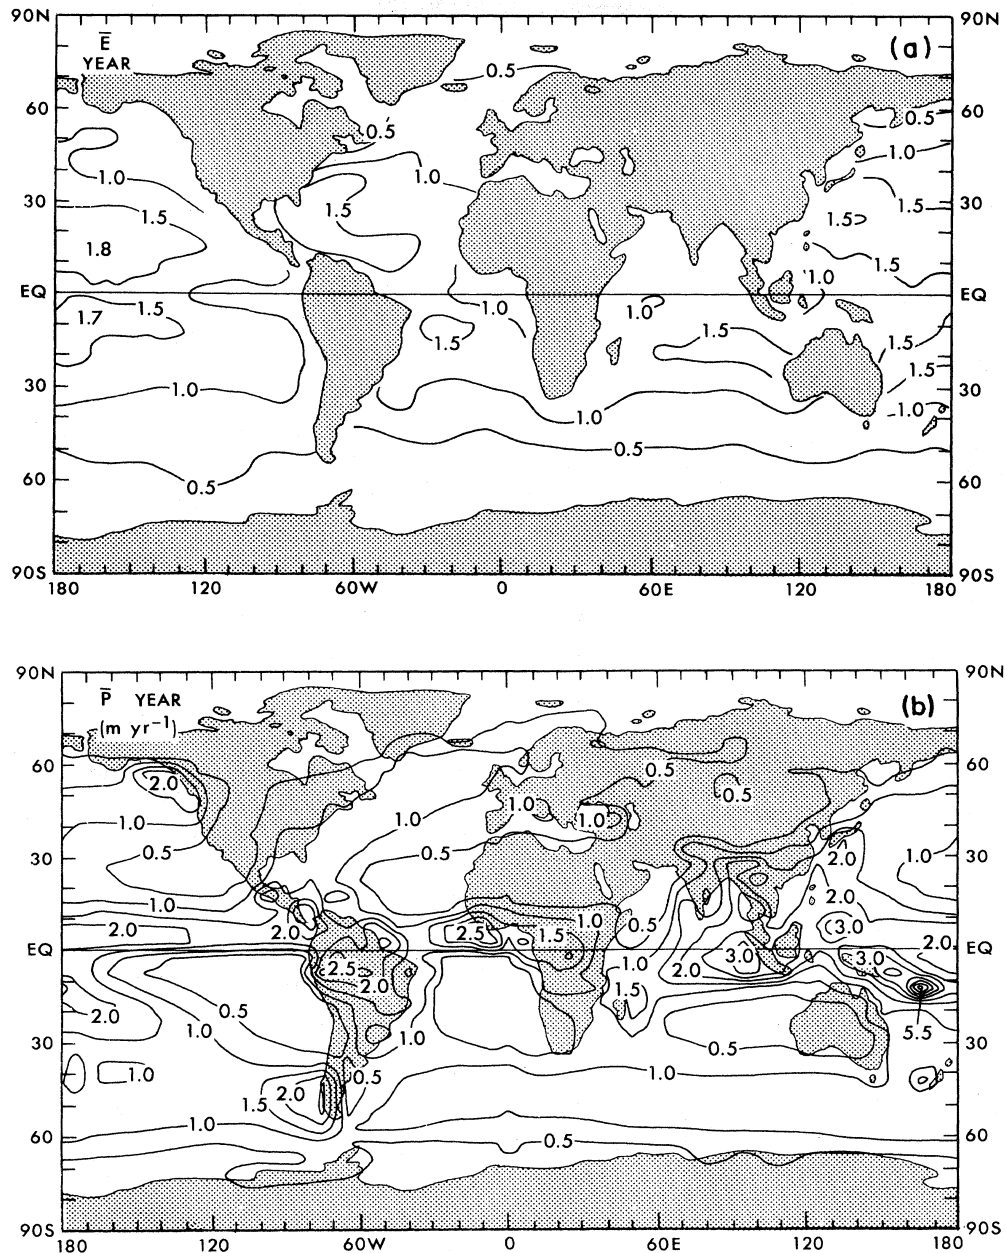 90N 90N
E̅ (a)
YEAR
0.5
60 60
0.5 0.5
1.0
1.0 1.0
30 30
1.5 1.5 1.5 1.5
1.8 1.5
1.0
EQ EQ
1.5 1.0 1.0
1.7
1.5 1.5 1.5
1.5
30 1.0 30
1.0 1.0
0.5
60 0.5 60
90S 90S
180 120 60W 0 60E 120 180
90N 90N
P̅ YEAR (b)
(m yr⁻¹)
60 60
2.0 0.5
0.5
1.0 1.0 1.0 1.0
0.5 0.5 2.0 1.0
30 30
1.0 2.0
2.0 2.0 2.5 1.5 1.0 0.5 3.0
EQ 2.0 EQ
2.5 1.0 2.0 3.0 3.0
2.0
2.0 0.5 1.5
1.0 1.0 5.5
30 0.5 30
1.0 0.5 1.0
1.5 2.0
1.0
60 0.5 60
90S 90S
180 120 60W 0 60E 120 180